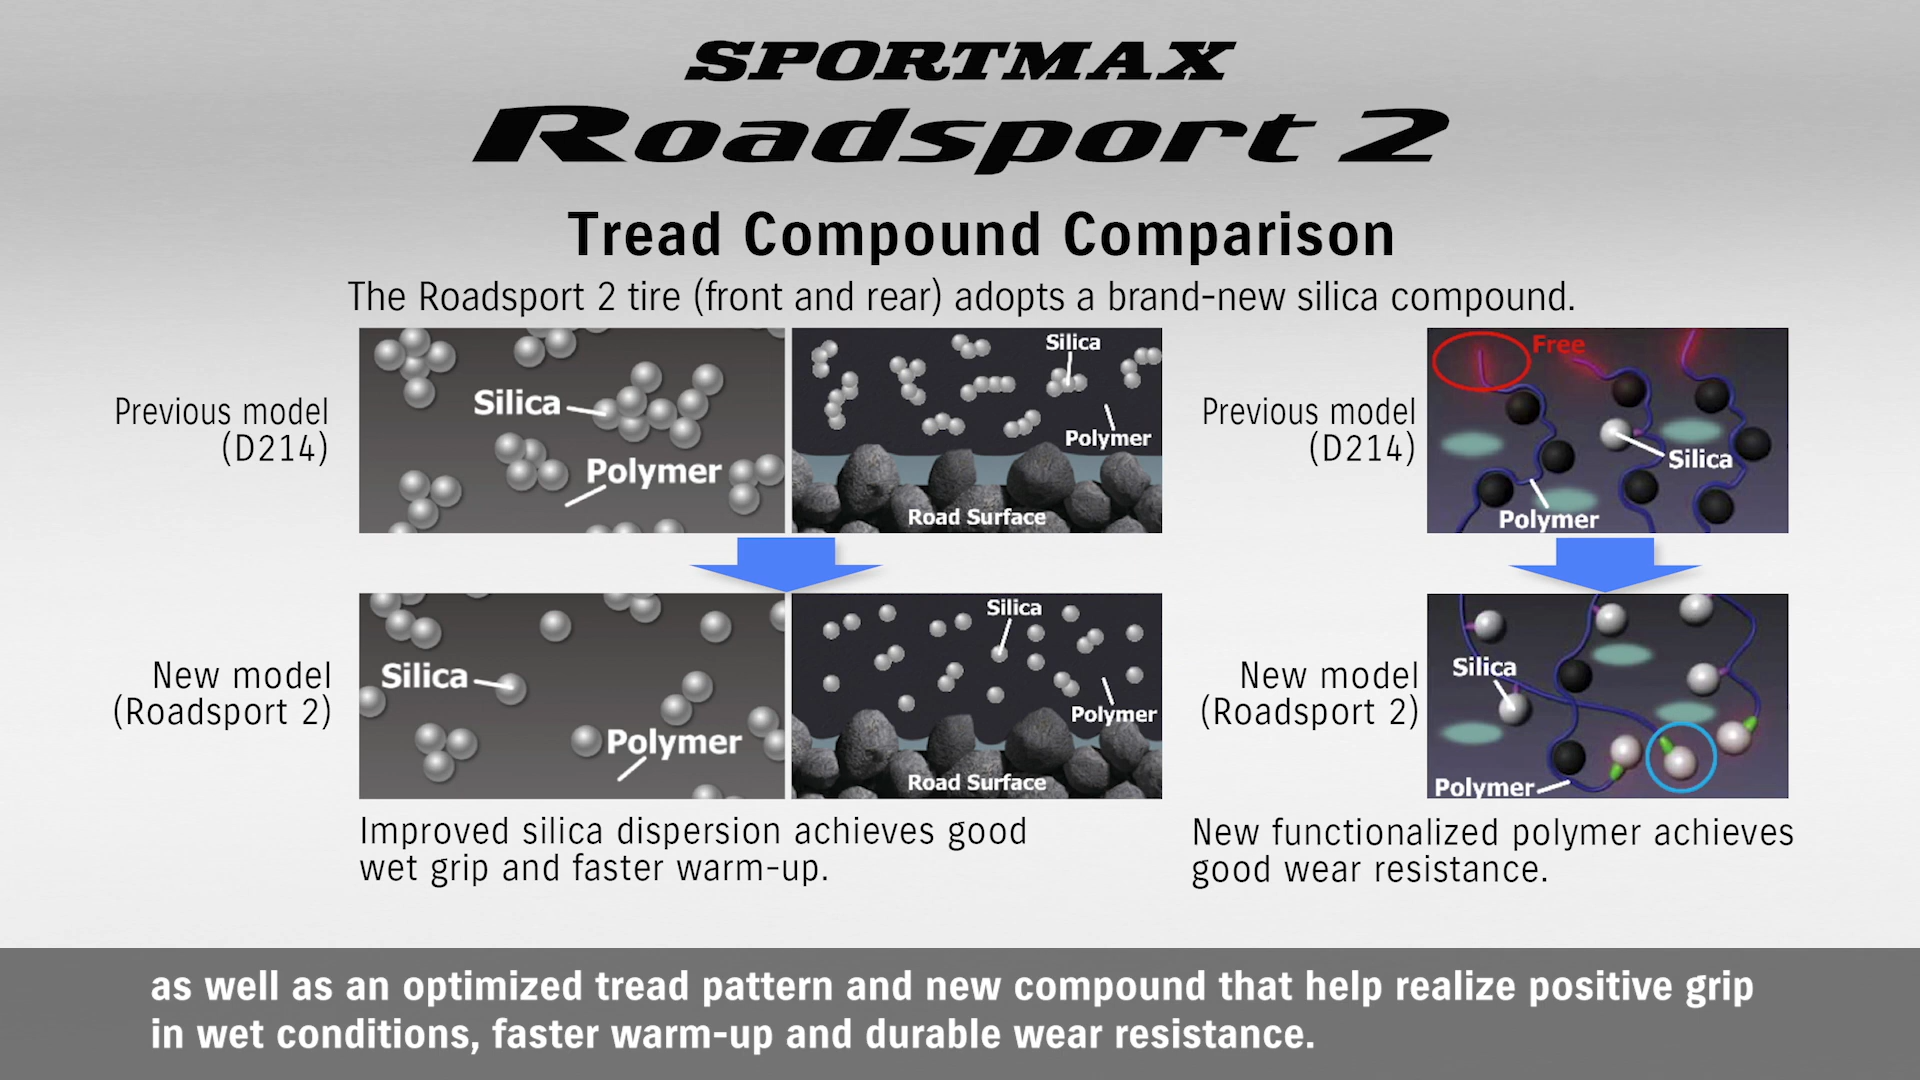 SPORTMAX
Roadsport 2
Tread Compound Comparison
The Roadsport 2 tire (front and rear) adopts a brand-new silica compound.
Previous model
(D214)
Silica
Polymer
Silica
Polymer
Road Surface
Previous model
(D214)
Free
Silica
Polymer
New model
(Roadsport 2)
Silica
Polymer
Silica
Polymer
Road Surface
New model
(Roadsport 2)
Silica
Polymer
Improved silica dispersion achieves good
wet grip and faster warm-up.
New functionalized polymer achieves
good wear resistance.
as well as an optimized tread pattern and new compound that help realize positive grip
in wet conditions, faster warm-up and durable wear resistance.